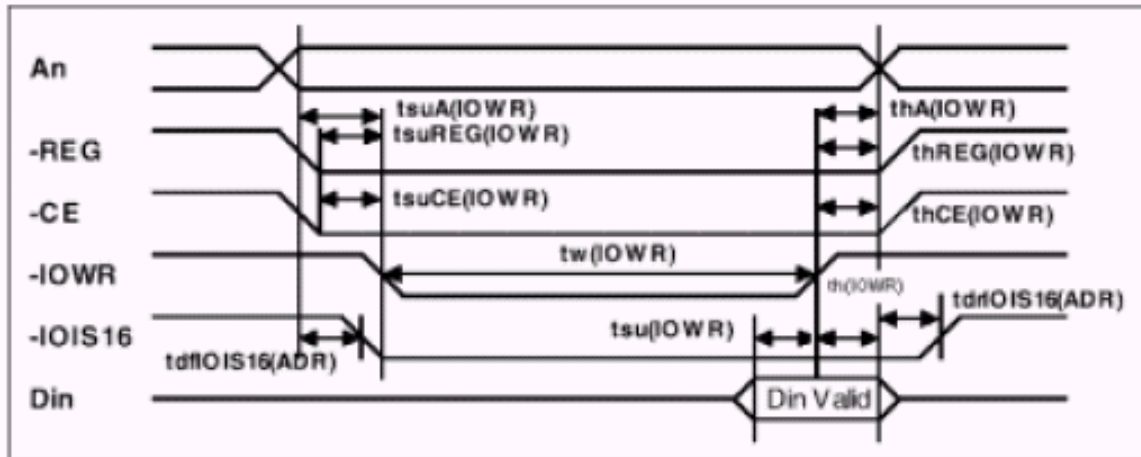 An
tsuA(IOWR) thA(IOWR)
tsuREG(IOWR)
-REG thREG(IOWR)
-CE tsuCE(IOWR) thCE(IOWR)
tw(IOWR)
-IOWR
th(IOWR)
tdrIOIS16(ADR)
-IOIS16 tsu(IOWR)
tdfIOIS16(ADR)
Din Din Valid